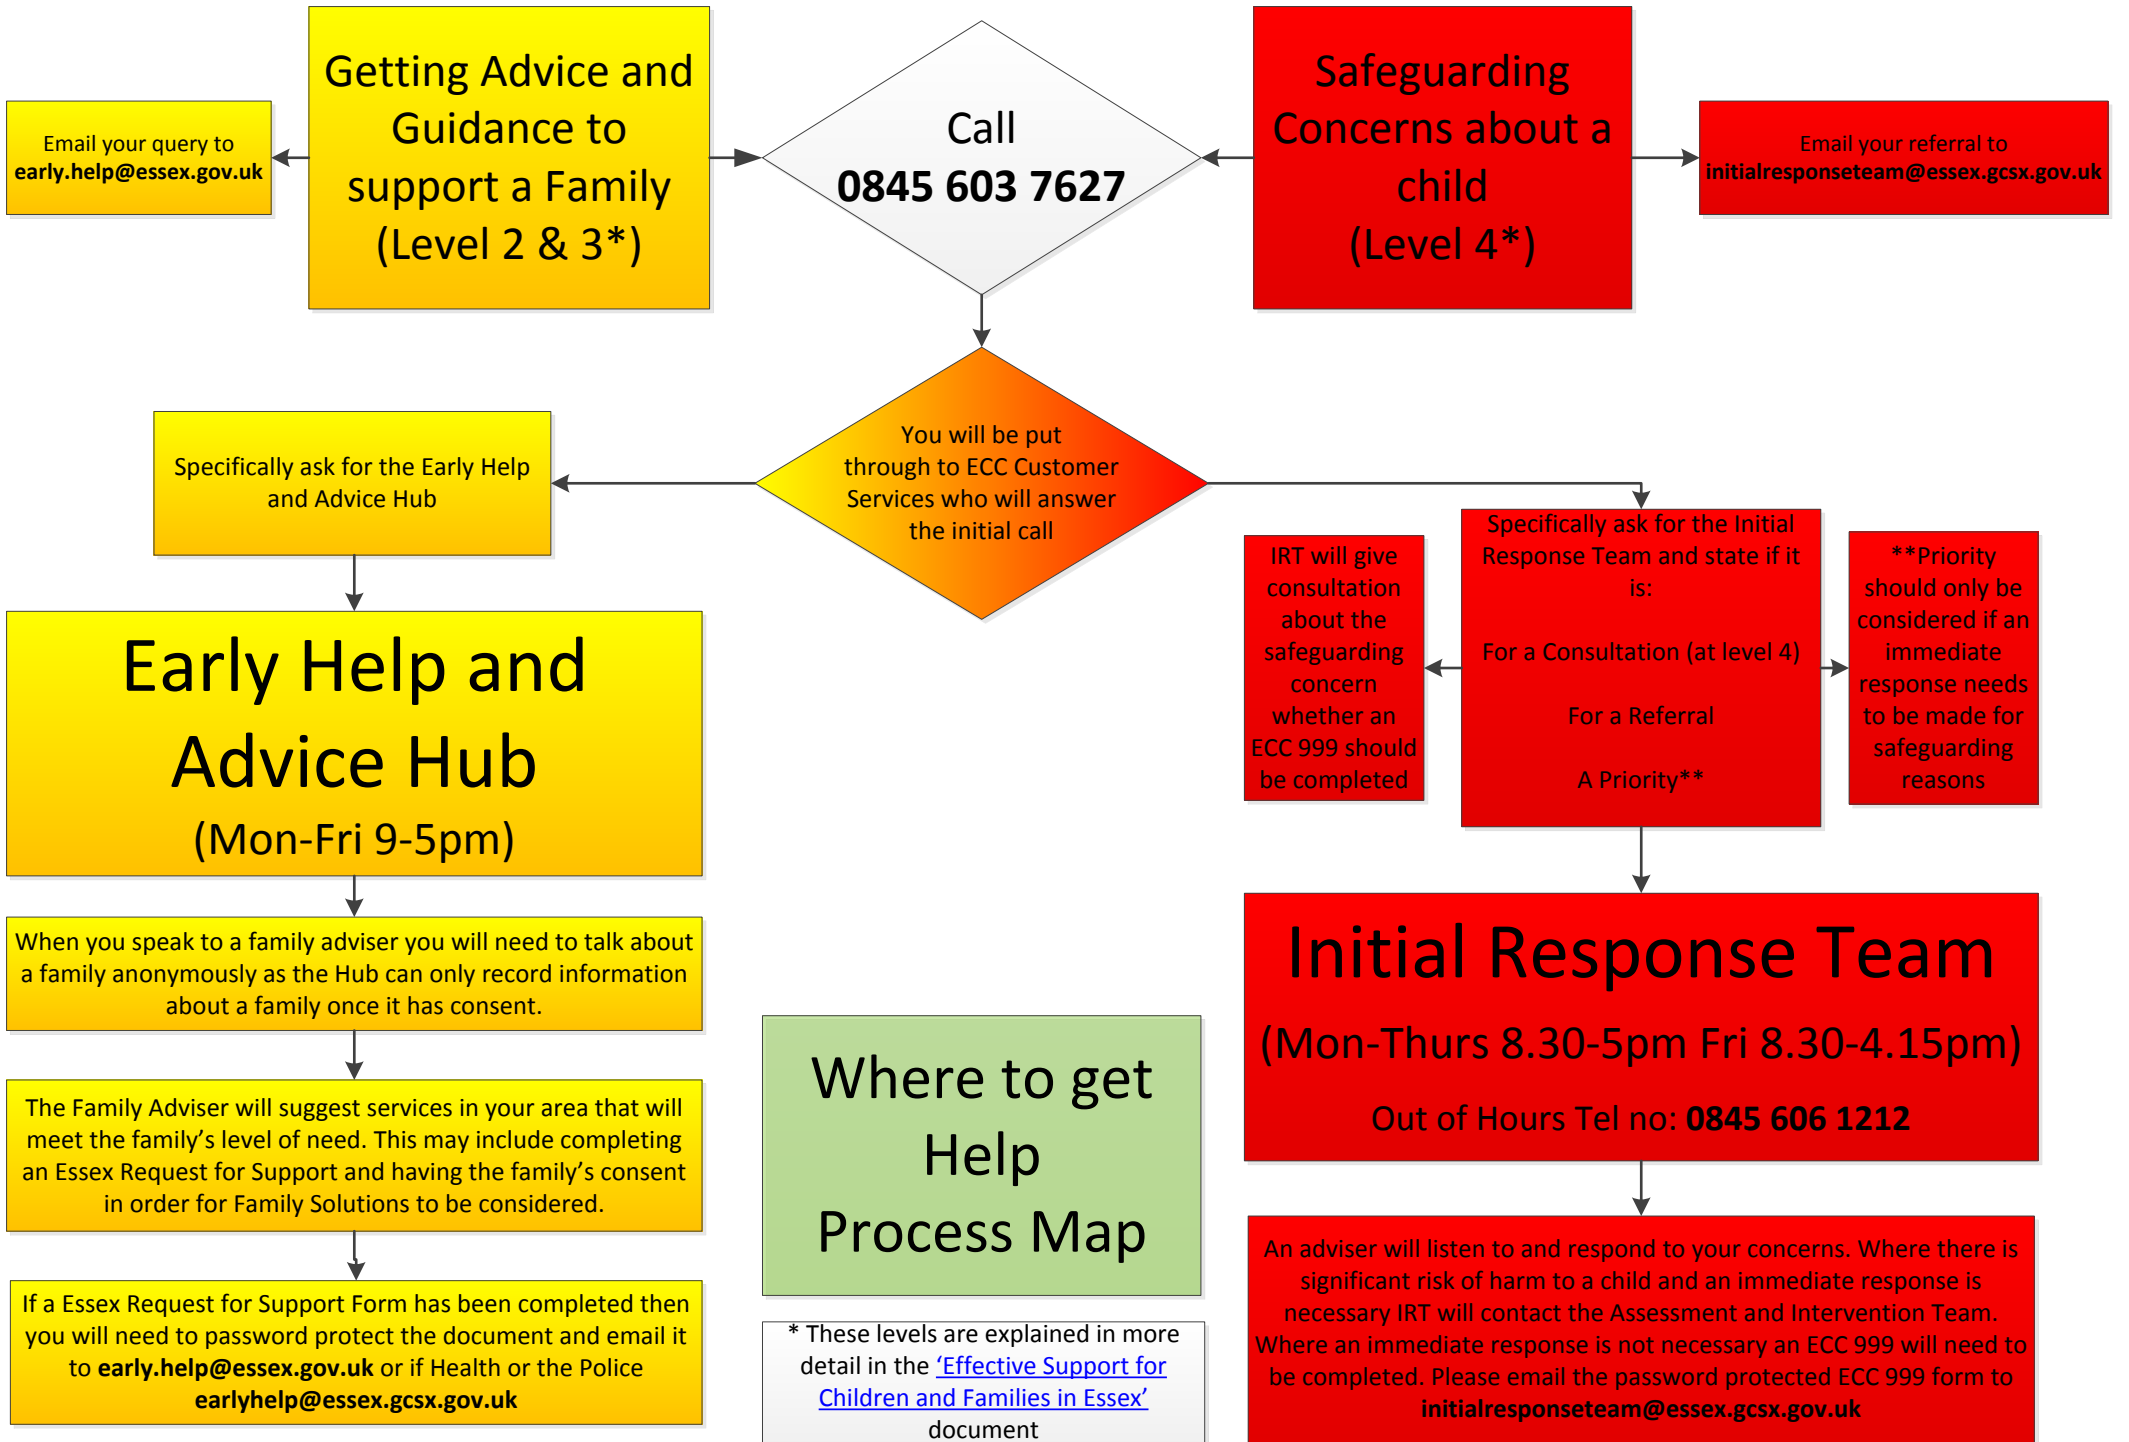 Getting Advice and
Guidance to
support a Family
(Level 2 & 3*)
Email your query to
early.help@essex.gov.uk
Call
0845 603 7627
Safeguarding
Concerns about a
child
(Level 4*)
Email your referral to
initialresponseteam@essex.gcsx.gov.uk
You will be put
through to ECC Customer
Services who will answer
the initial call
Specifically ask for the Early Help
and Advice Hub
Early Help and
Advice Hub
(Mon-Fri 9-5pm)
When you speak to a family adviser you will need to talk about
a family anonymously as the Hub can only record information
about a family once it has consent.
The Family Adviser will suggest services in your area that will
meet the family’s level of need. This may include completing
an Essex Request for Support and having the family’s consent
in order for Family Solutions to be considered.
If a Essex Request for Support Form has been completed then
you will need to password protect the document and email it
to early.help@essex.gov.uk or if Health or the Police
earlyhelp@essex.gcsx.gov.uk
Where to get
Help
Process Map
* These levels are explained in more
detail in the ‘Effective Support for
Children and Families in Essex’
document
IRT will give
consultation
about the
safeguarding
concern
whether an
ECC 999 should
be completed
Specifically ask for the Initial
Response Team and state if it
is:
For a Consultation (at level 4)
For a Referral
A Priority**
**Priority
should only be
considered if an
immediate
response needs
to be made for
safeguarding
reasons
Initial Response Team
(Mon-Thurs 8.30-5pm Fri 8.30-4.15pm)
Out of Hours Tel no: 0845 606 1212
An adviser will listen to and respond to your concerns. Where there is
significant risk of harm to a child and an immediate response is
necessary IRT will contact the Assessment and Intervention Team.
Where an immediate response is not necessary an ECC 999 will need to
be completed. Please email the password protected ECC 999 form to
initialresponseteam@essex.gcsx.gov.uk